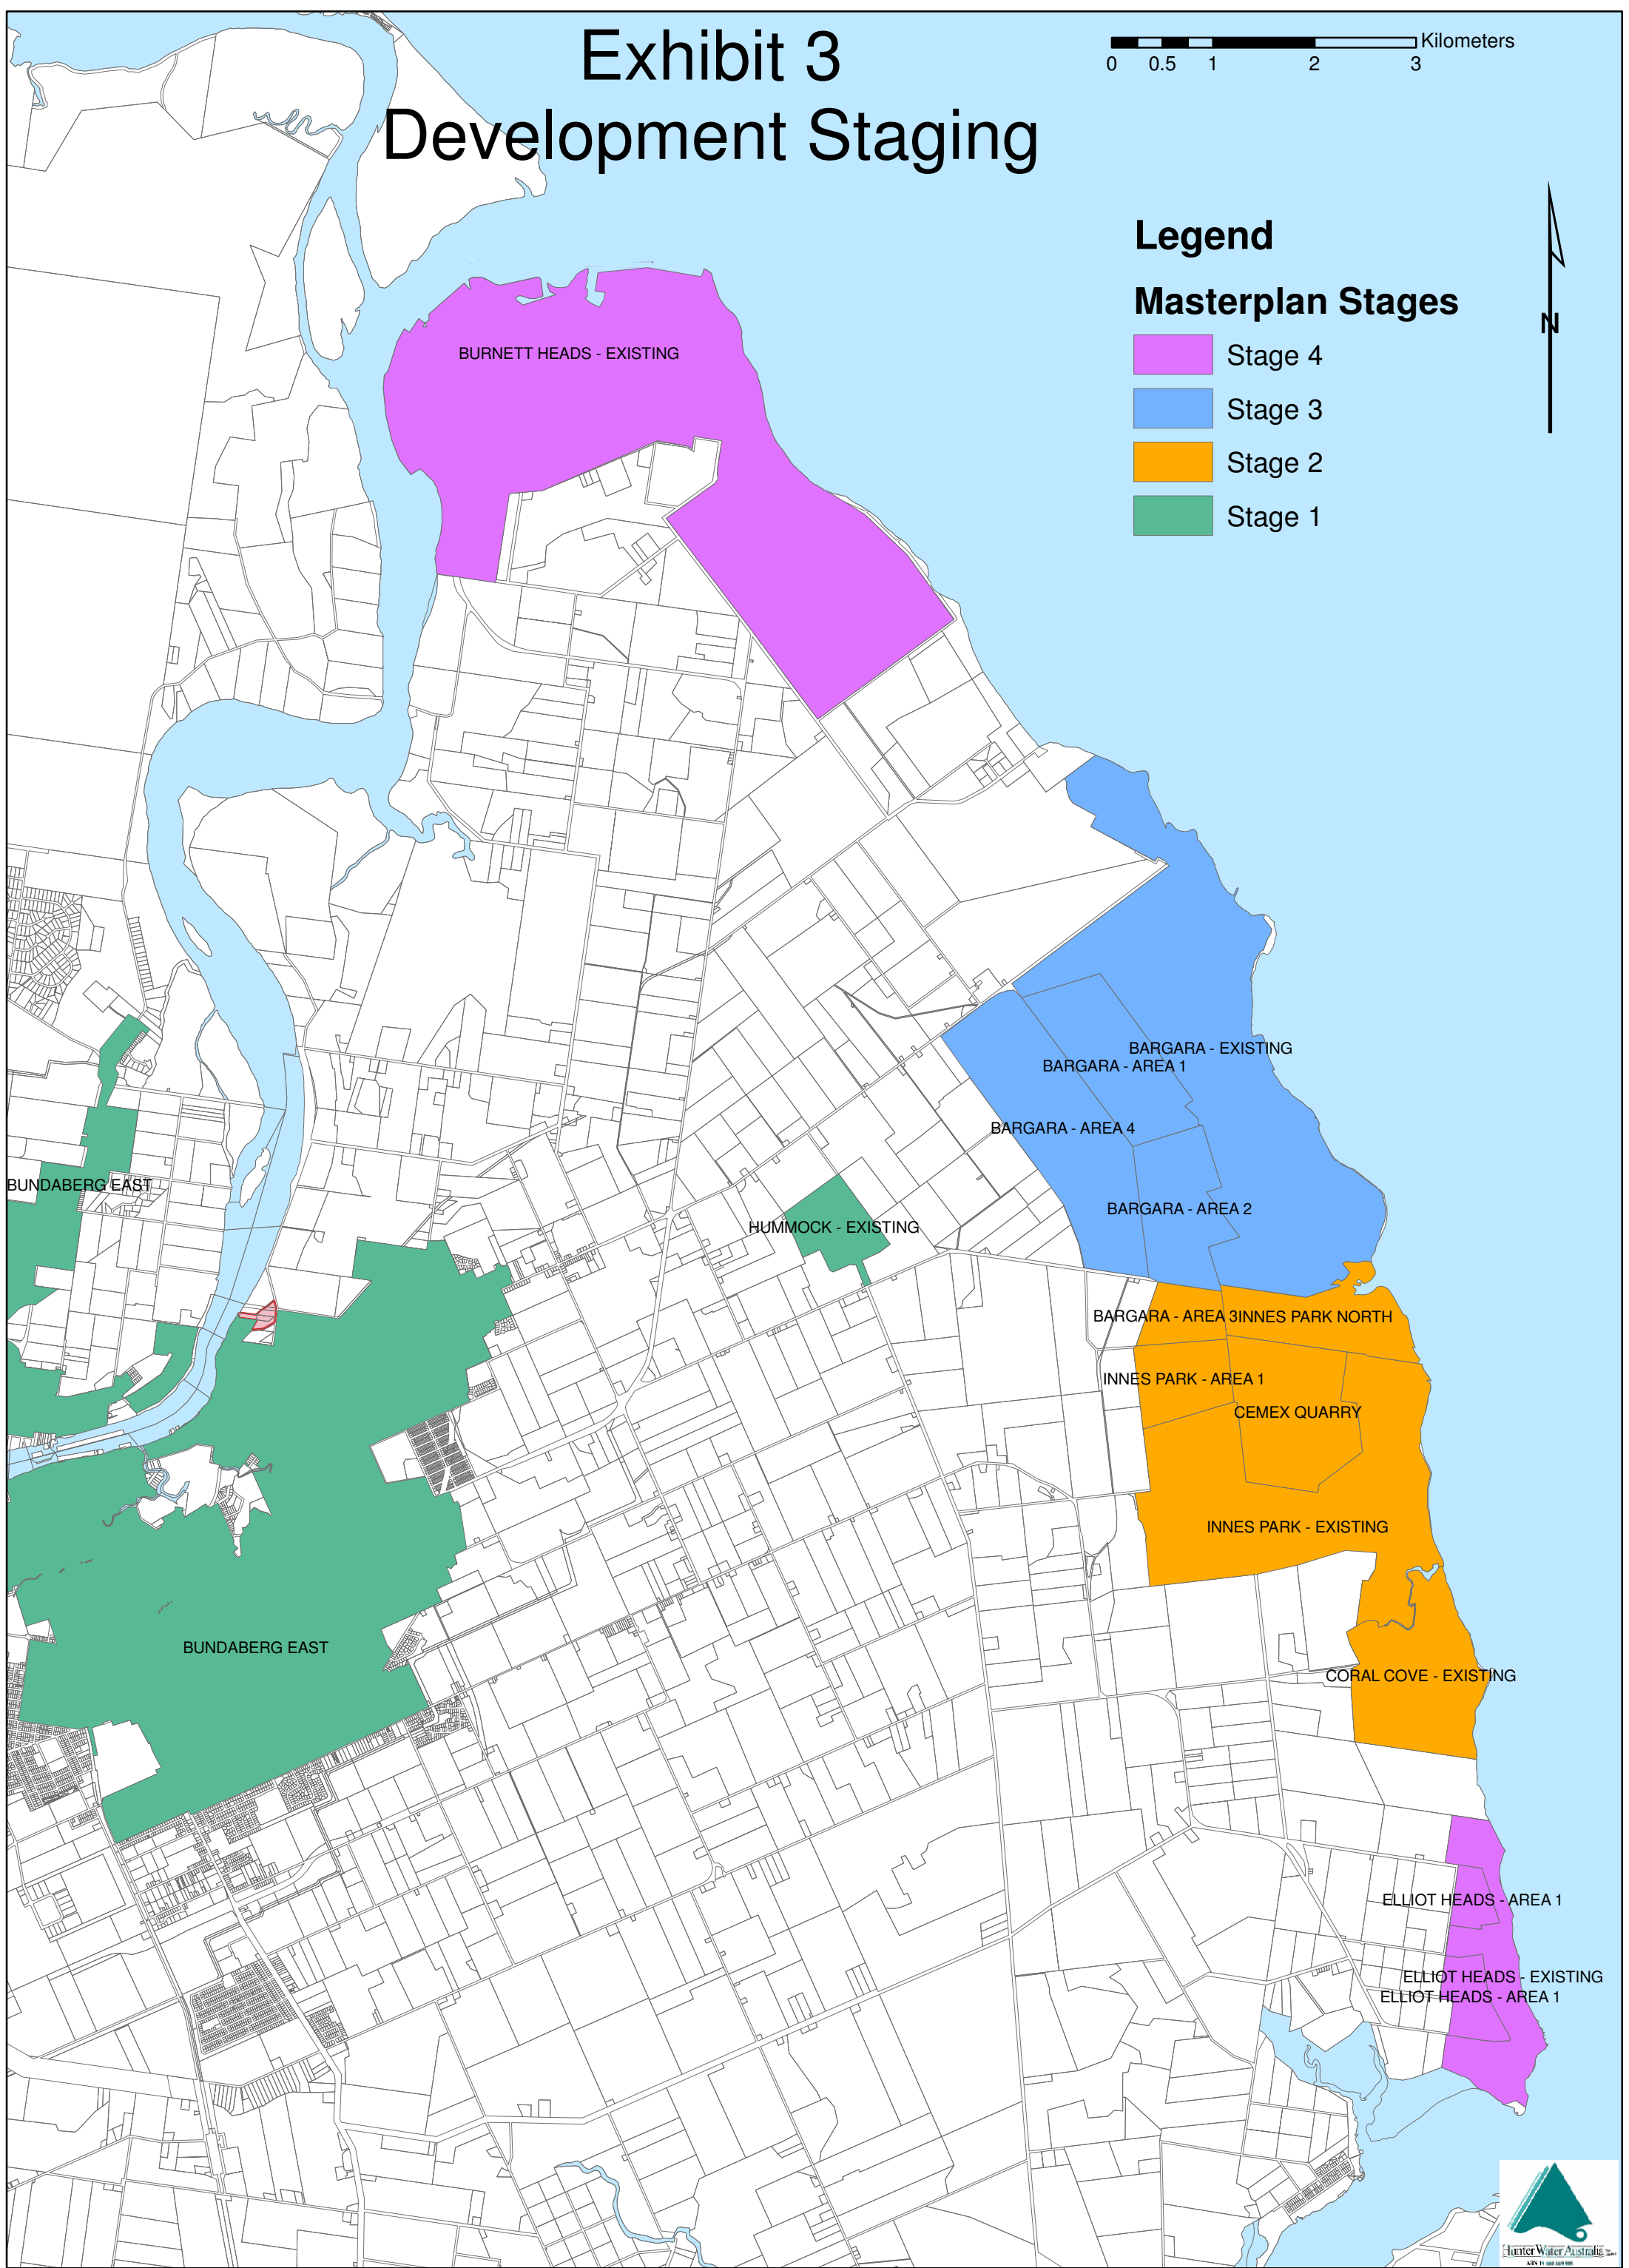 Exhibit 3
Development Staging
Kilometers
0 0.5 1 2 3
Legend
Masterplan Stages
Stage 4
Stage 3
Stage 2
Stage 1
N
BURNETT HEADS - EXISTING
BARGARA - EXISTING
BARGARA - AREA 1
BARGARA - AREA 4
BUNDABERG EAST
BARGARA - AREA 2
HUMMOCK - EXISTING
BARGARA - AREA 3
INNES PARK NORTH
INNES PARK - AREA 1
CEMEX QUARRY
INNES PARK - EXISTING
BUNDABERG EAST
CORAL COVE - EXISTING
ELLIOT HEADS - AREA 1
ELLIOT HEADS - EXISTING
ELLIOT HEADS - AREA 1
Hunter Water Australia